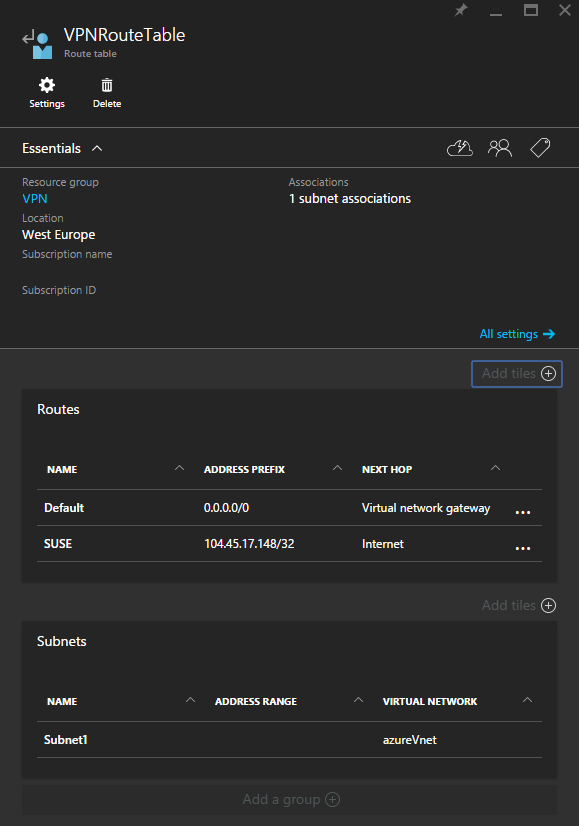 VPNRouteTable
Route table
Settings Delete
Essentials
Resource group Associations
VPN 1 subnet associations
Location
West Europe
Subscription name
Subscription ID
All settings
Add tiles
Routes
NAME ADDRESS PREFIX NEXT HOP
Default 0.0.0.0/0 Virtual network gateway ...
SUSE 104.45.17.148/32 Internet ...
Add tiles
Subnets
NAME ADDRESS RANGE VIRTUAL NETWORK
Subnet1 azureVnet
Add a group